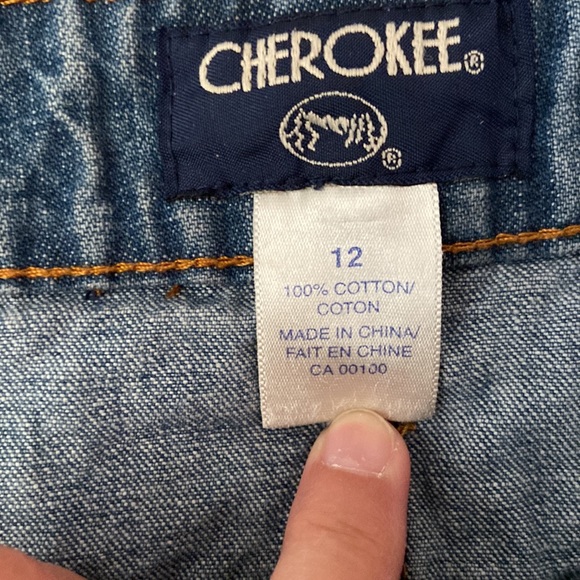 CHEROKEE®
®
12
100% COTTON/
COTON
MADE IN CHINA/
FAIT EN CHINE
CA 00100